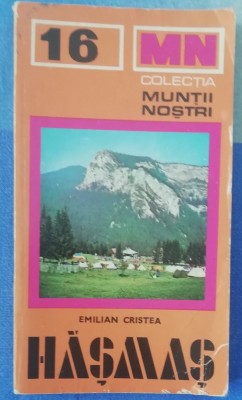 16
MN
COLECȚIA
MUNȚII
NOȘTRI
EMILIAN CRISTEA
HĂȘMAȘ